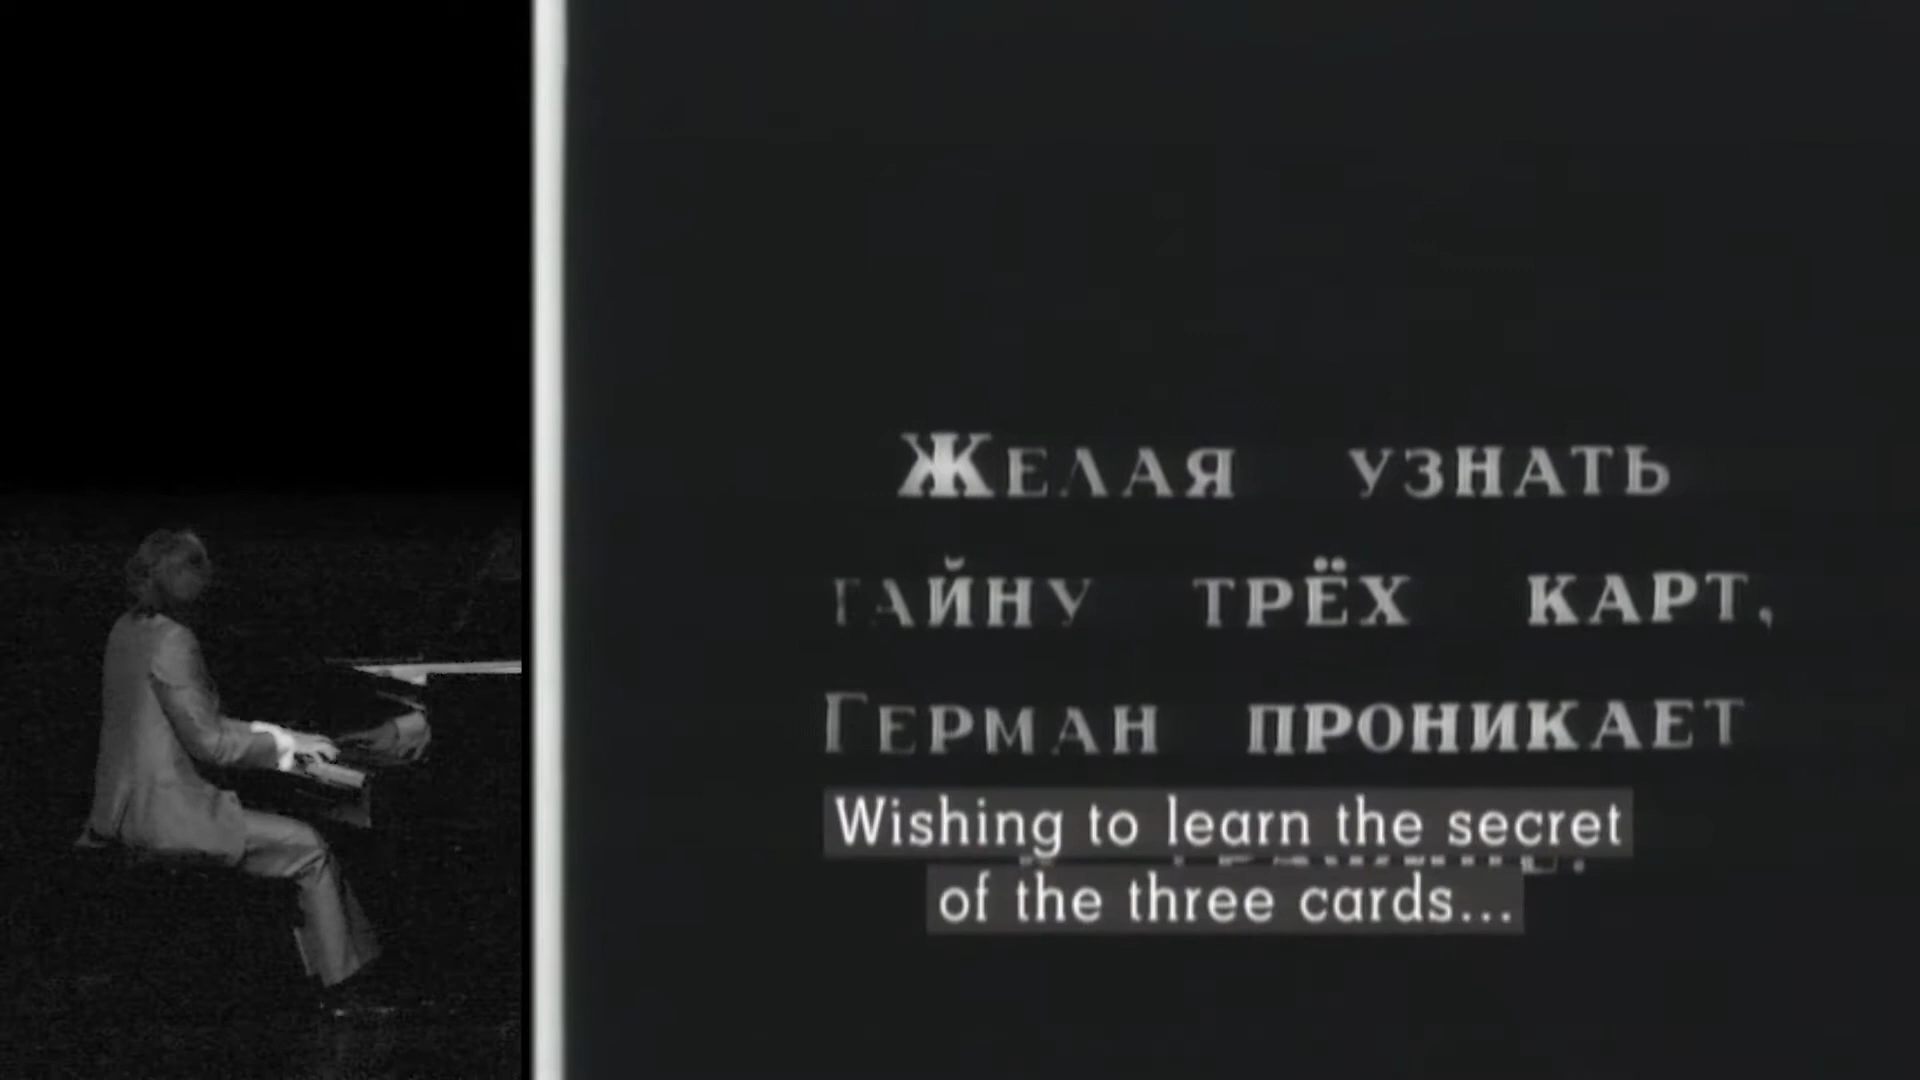 Желая узнать
тайну трёх карт,
Герман проникает
Wishing to learn the secret
of the three cards...